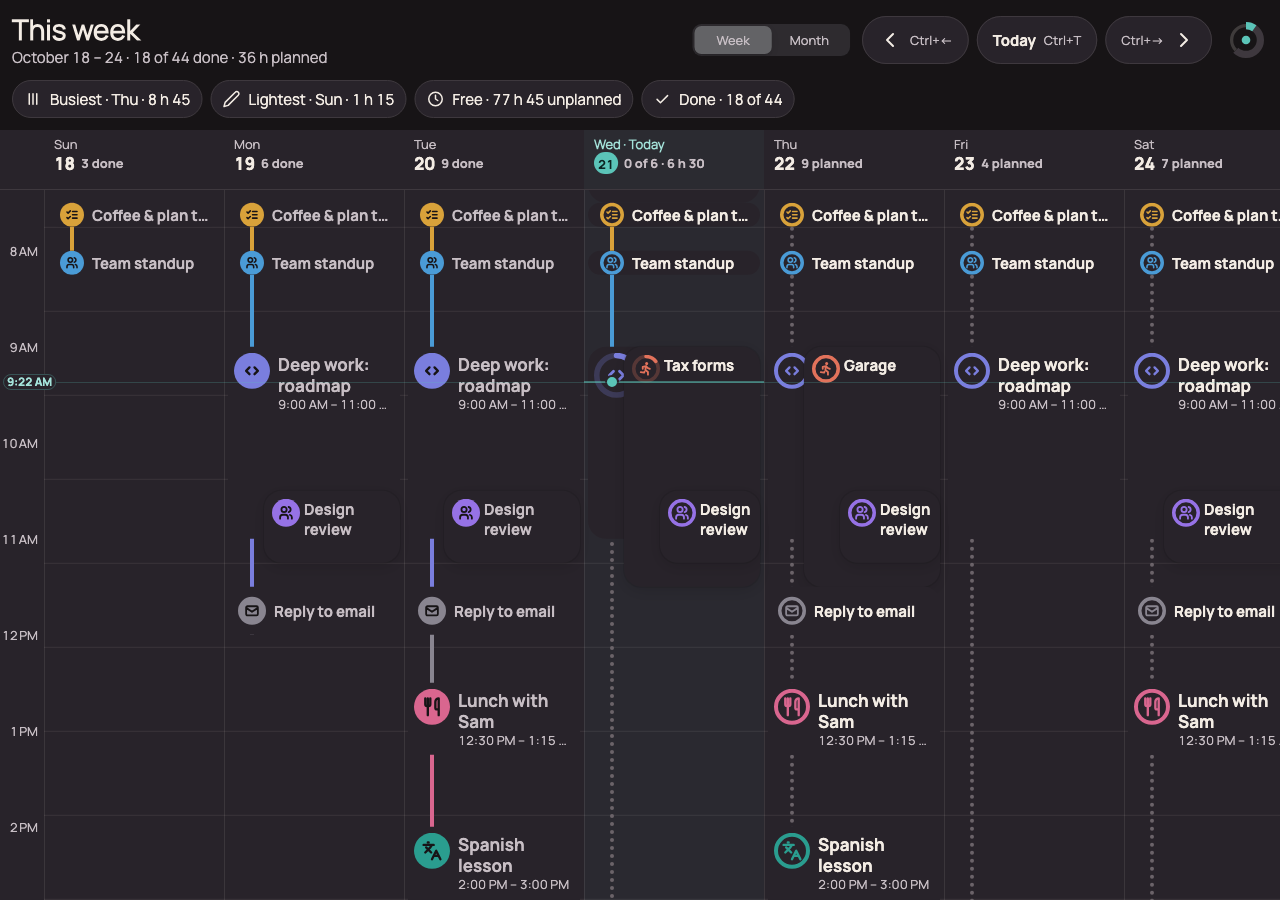 This week
October 18 – 24 · 18 of 44 done · 36 h planned
Week
Month
Ctrl+←
Today Ctrl+T
Ctrl+→
Busiest · Thu · 8 h 45
Lightest · Sun · 1 h 15
Free · 77 h 45 unplanned
Done · 18 of 44
Sun
18 3 done
Mon
19 6 done
Tue
20 9 done
Wed · Today
21 0 of 6 · 6 h 30
Thu
22 9 planned
Fri
23 4 planned
Sat
24 7 planned
Coffee & plan t…
Coffee & plan t…
Coffee & plan t…
Coffee & plan t…
Coffee & plan t…
Coffee & plan t…
Coffee & plan t…
8 AM
Team standup
Team standup
Team standup
Team standup
Team standup
Team standup
Team standup
9 AM
Deep work:
roadmap
9:00 AM – 11:00 …
Deep work:
roadmap
9:00 AM – 11:00 …
Tax forms
Garage
Deep work:
roadmap
9:00 AM – 11:00 …
Deep work:
roadmap
9:00 AM – 11:00
9:22 AM
10 AM
Design
review
Design
review
Design
review
Design
review
Design
review
11 AM
Reply to email
Reply to email
Reply to email
Reply to email
12 PM
Lunch with
Sam
12:30 PM – 1:15 …
Lunch with
Sam
12:30 PM – 1:15 …
Lunch with
Sam
12:30 PM – 1:15
1 PM
2 PM
Spanish
lesson
2:00 PM – 3:00 PM
Spanish
lesson
2:00 PM – 3:00 PM